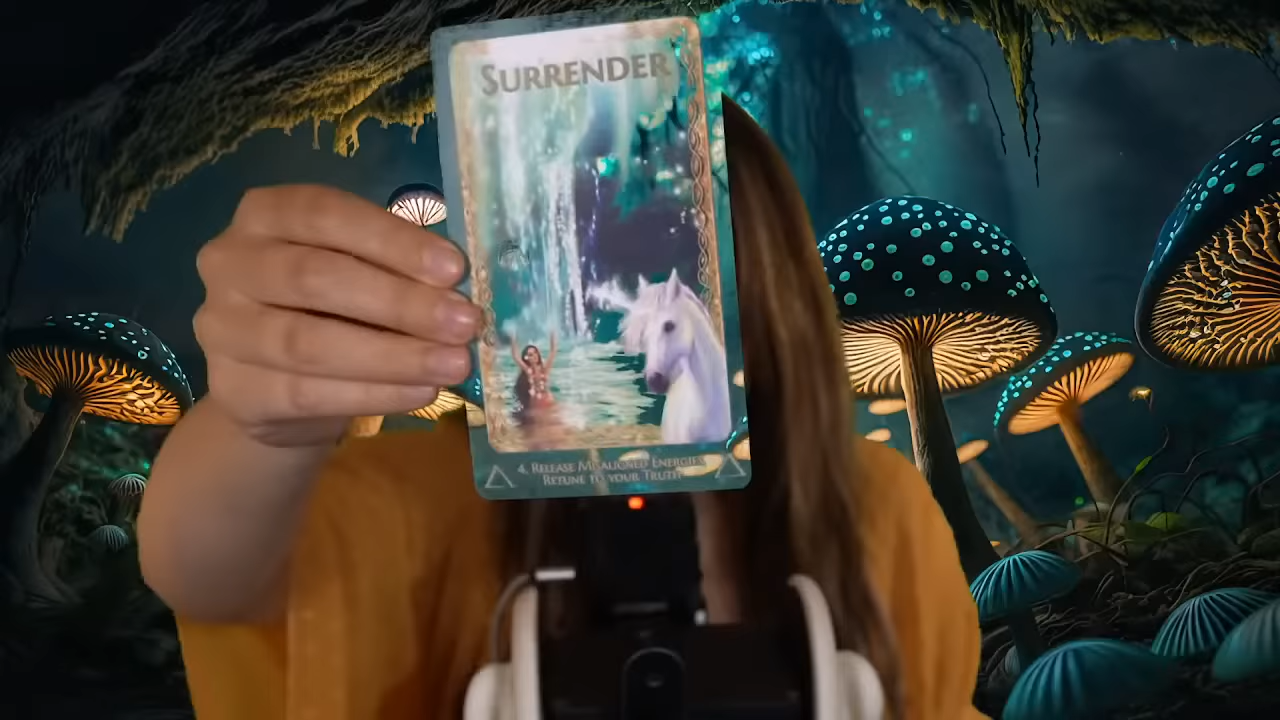 SURRENDER
4. RELEASE MISALIGNED ENERGIES
RETUNE TO YOUR TRUTH